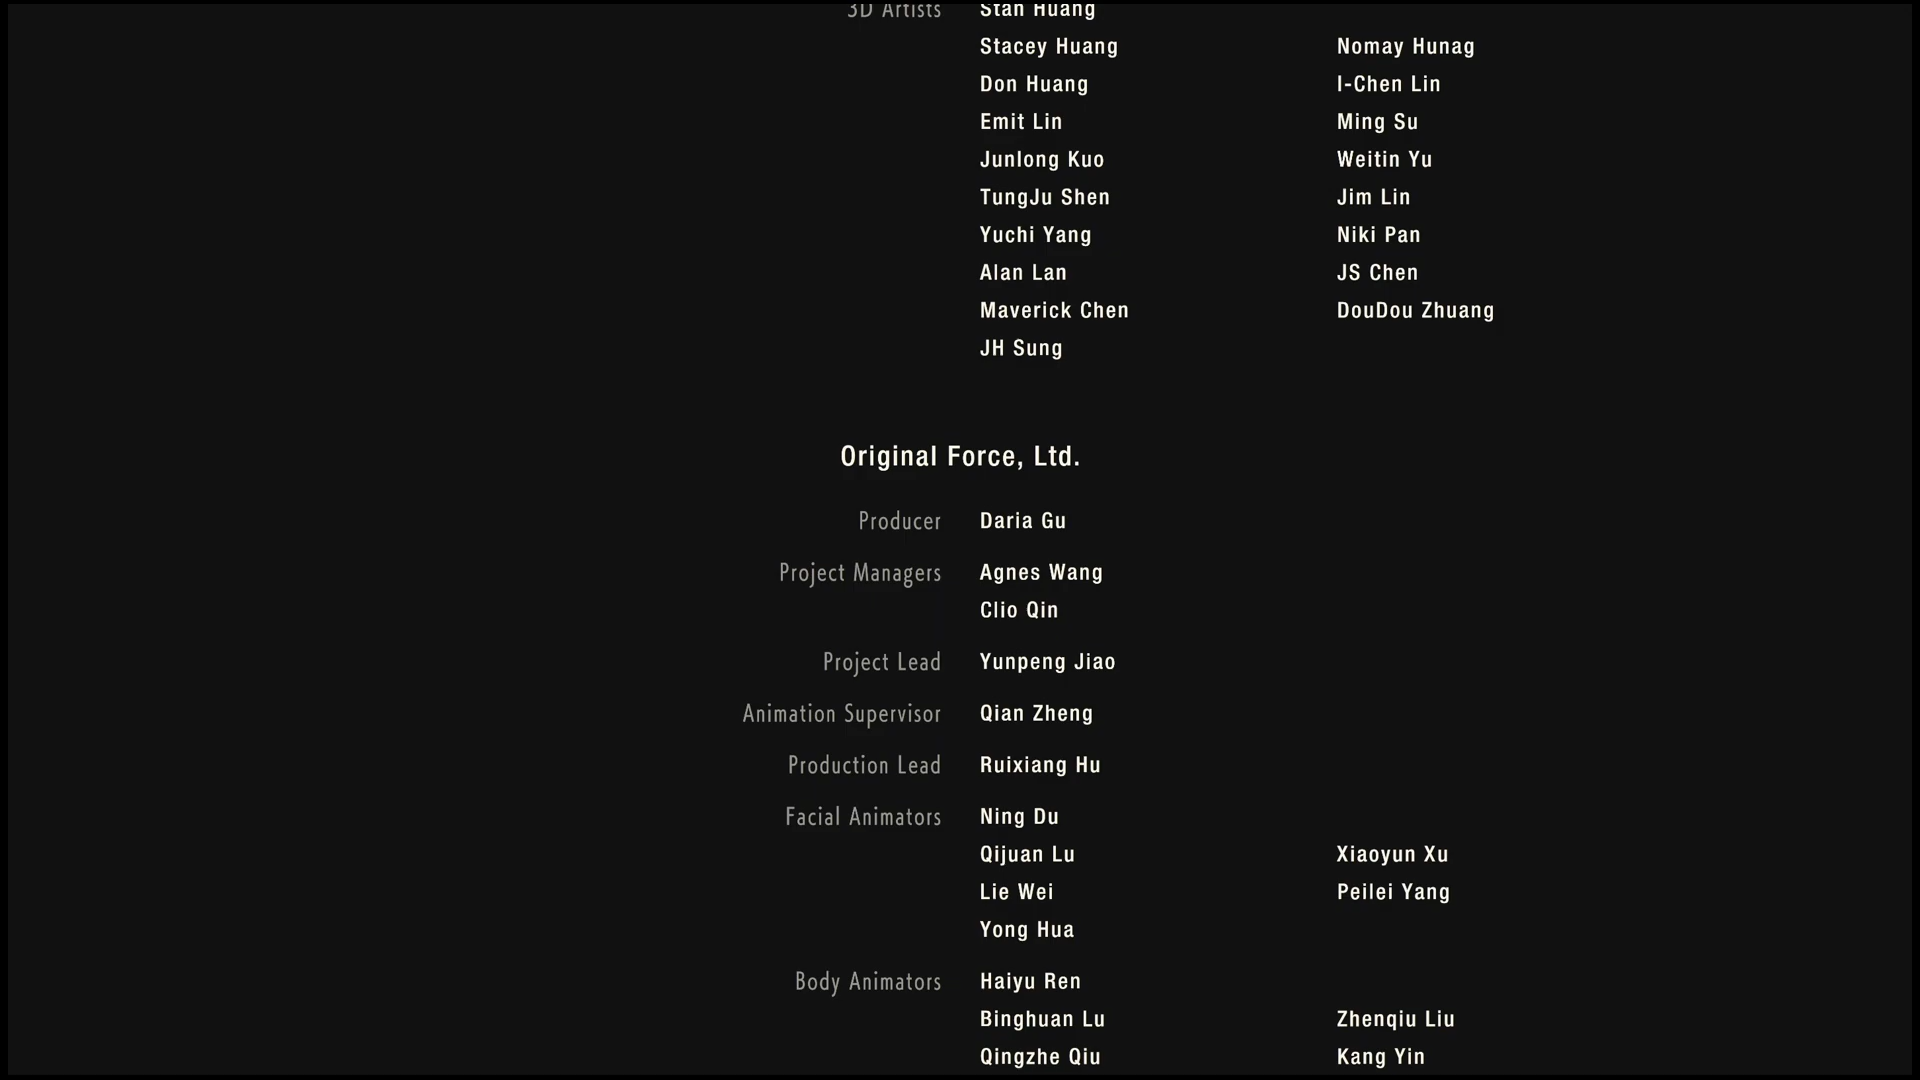 3D Artists Stan Huang
Stacey Huang Nomay Hunag
Don Huang I-Chen Lin
Emit Lin Ming Su
Junlong Kuo Weitin Yu
TungJu Shen Jim Lin
Yuchi Yang Niki Pan
Alan Lan JS Chen
Maverick Chen DouDou Zhuang
JH Sung
Original Force, Ltd.
Producer Daria Gu
Project Managers Agnes Wang
Clio Qin
Project Lead Yunpeng Jiao
Animation Supervisor Qian Zheng
Production Lead Ruixiang Hu
Facial Animators Ning Du
Qijuan Lu Xiaoyun Xu
Lie Wei Peilei Yang
Yong Hua
Body Animators Haiyu Ren
Binghuan Lu Zhenqiu Liu
Qingzhe Qiu Kang Yin